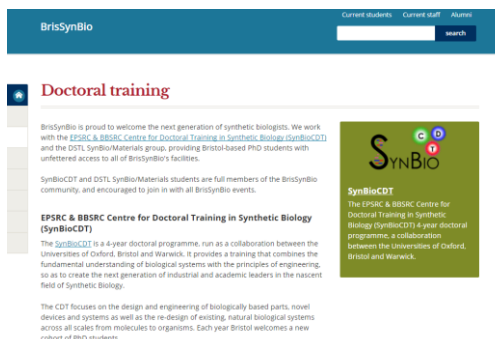 Current students Current staff Alumni
BrisSynBio
search
Doctoral training
BrisSynBio is proud to welcome the next generation of synthetic biologists. We work
with the EPSRC & BBSRC Centre for Doctoral Training in Synthetic Biology (SynBioCDT)
and the DSTL SynBio/Materials group, providing Bristol-based PhD students with
unfettered access to all of BrisSynBio's facilities.
SynBioCDT and DSTL SynBio/Materials students are full members of the BrisSynBio
community, and encouraged to join in with all BrisSynBio events.
EPSRC & BBSRC Centre for Doctoral Training in Synthetic Biology
(SynBioCDT)
The SynBioCDT is a 4-year doctoral programme, run as a collaboration between the
Universities of Oxford, Bristol and Warwick. It provides a training that combines the
fundamental understanding of biological systems with the principles of engineering,
so as to create the next generation of industrial and academic leaders in the nascent
field of Synthetic Biology.
The CDT focuses on the design and engineering of biologically based parts, novel
devices and systems as well as the re-design of existing, natural biological systems
across all scales from molecules to organisms. Each year Bristol welcomes a new
cohort of PhD students
C D
T
SYNBIO
SynBioCDT
The EPSRC & BBSRC Centre for
Doctoral Training in Synthetic
Biology (SynBioCDT) 4-year doctoral
programme, a collaboration
between the Universities of Oxford,
Bristol and Warwick.